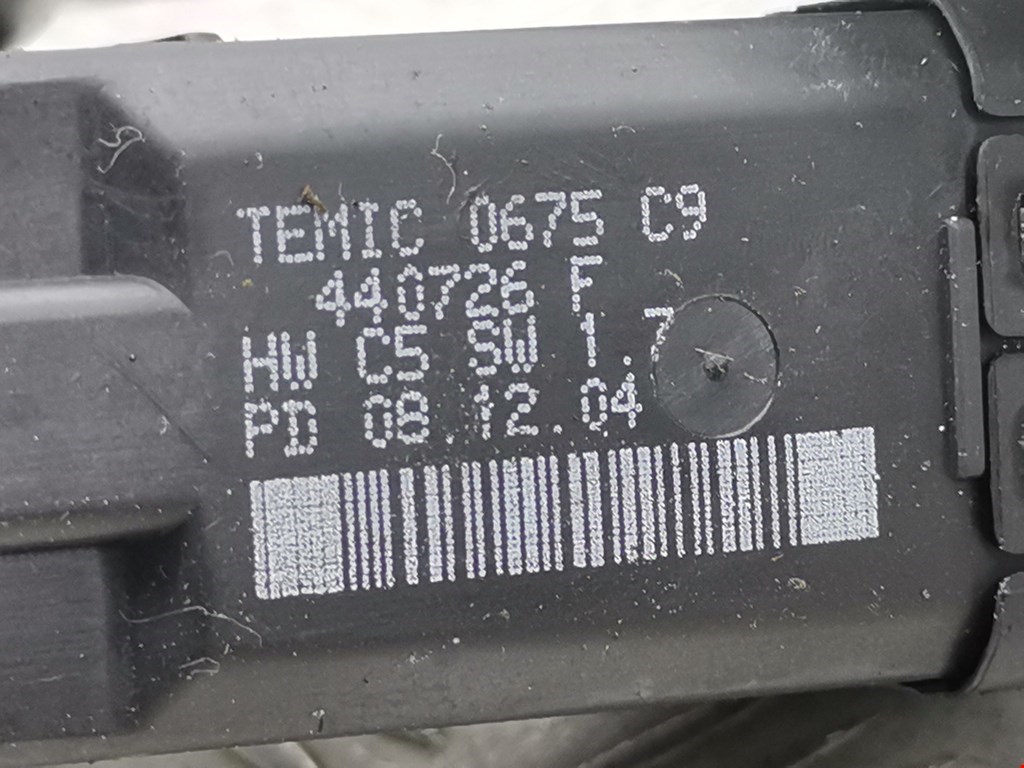 TEMIC 0675 C9
440726 F
HW C5 SW 1.7
PD 08.12.04